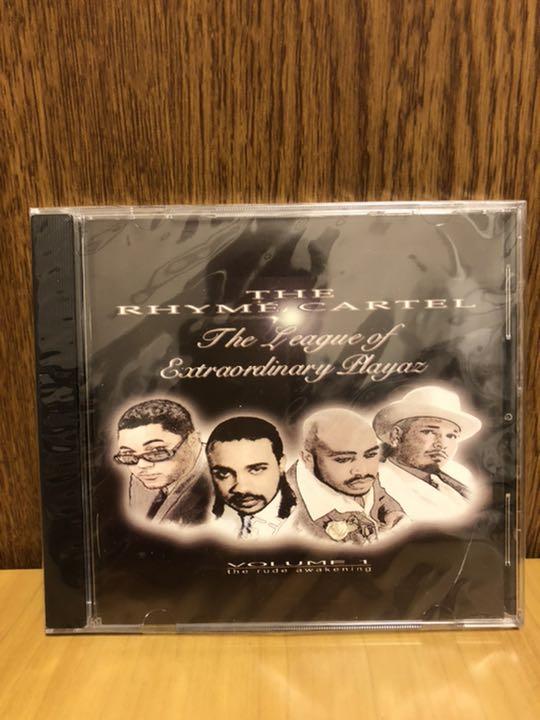 THE
RHYME CARTEL
The League of
Extraordinary Playaz
VOLUME 1
the rude awakening